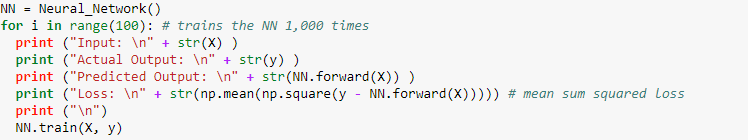 NN = Neural_Network()
for i in range(100): # trains the NN 1,000 times
  print ("Input: \n" + str(X) )
  print ("Actual Output: \n" + str(y) )
  print ("Predicted Output: \n" + str(NN.forward(X)) )
  print ("Loss: \n" + str(np.mean(np.square(y - NN.forward(X))))) # mean sum squared loss
  print ("\n")
  NN.train(X, y)